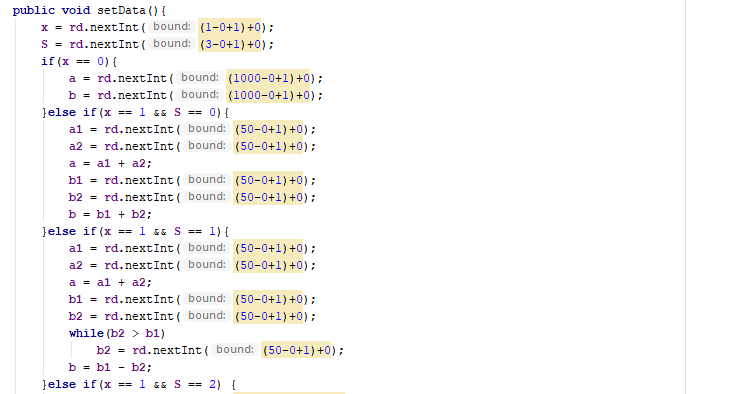 public void setData(){
x = rd.nextInt( bound: (1-0+1)+0);
S = rd.nextInt( bound: (3-0+1)+0);
if(x == 0){
a = rd.nextInt( bound: (1000-0+1)+0);
b = rd.nextInt( bound: (1000-0+1)+0);
}else if(x == 1 && S == 0){
a1 = rd.nextInt( bound: (50-0+1)+0);
a2 = rd.nextInt( bound: (50-0+1)+0);
a = a1 + a2;
b1 = rd.nextInt( bound: (50-0+1)+0);
b2 = rd.nextInt( bound: (50-0+1)+0);
b = b1 + b2;
}else if(x == 1 && S == 1){
a1 = rd.nextInt( bound: (50-0+1)+0);
a2 = rd.nextInt( bound: (50-0+1)+0);
a = a1 + a2;
b1 = rd.nextInt( bound: (50-0+1)+0);
b2 = rd.nextInt( bound: (50-0+1)+0);
while(b2 > b1)
b2 = rd.nextInt( bound: (50-0+1)+0);
b = b1 - b2;
}else if(x == 1 && S == 2) {